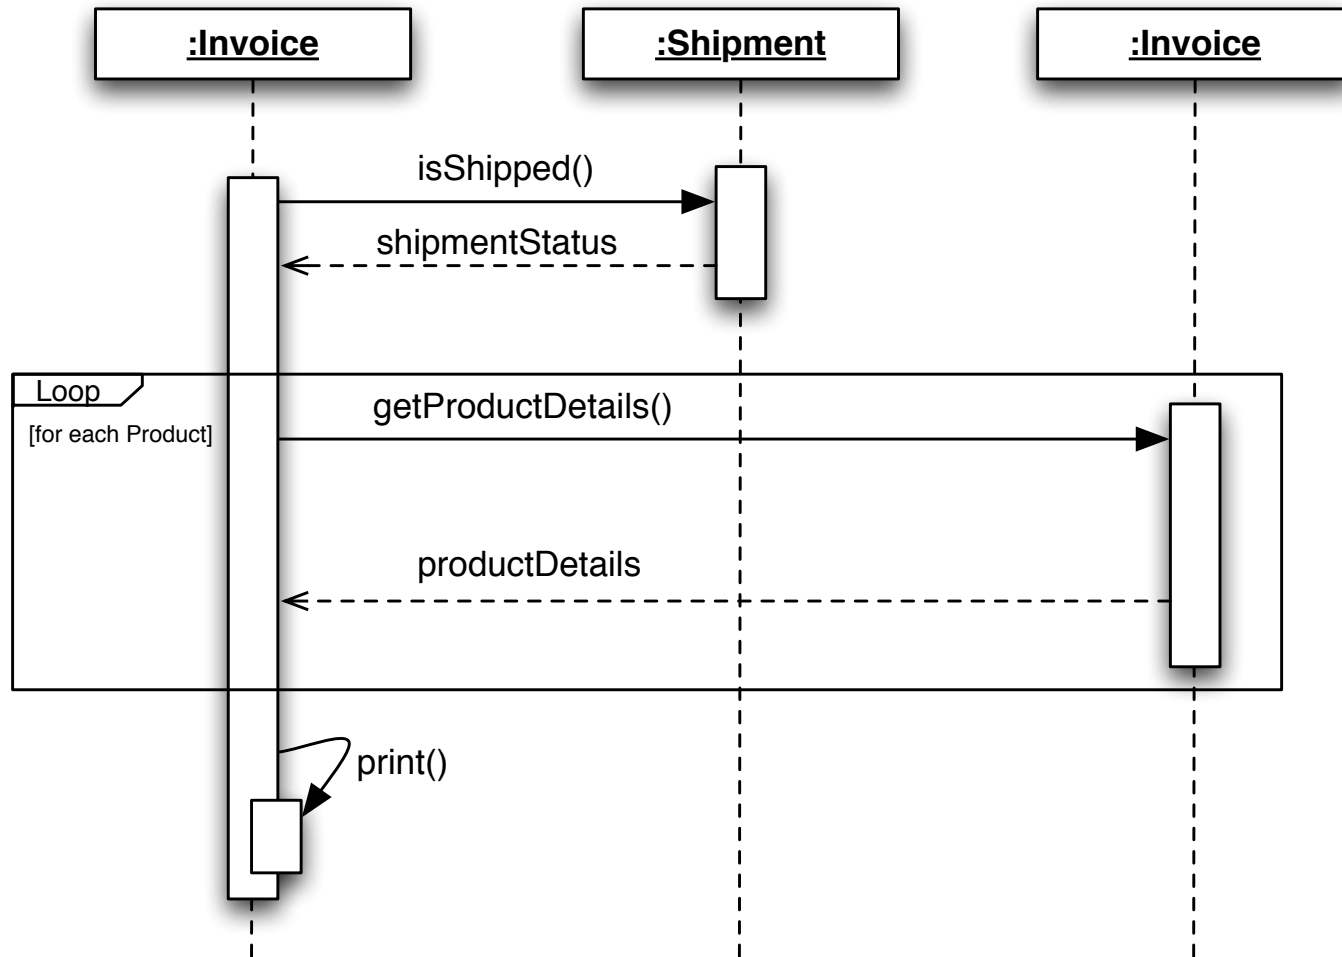 :Invoice
:Shipment
:Invoice
isShipped()
shipmentStatus
Loop
[for each Product]
getProductDetails()
productDetails
print()